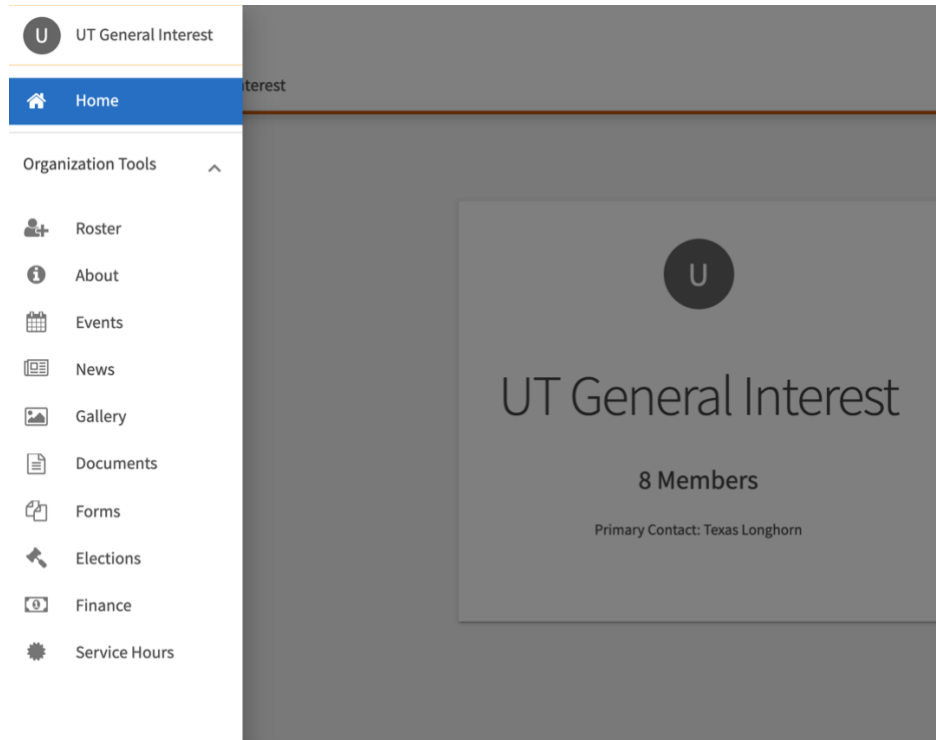 U UT General Interest
Home
Organization Tools
Roster
About
Events
News
Gallery
Documents
Forms
Elections
Finance
Service Hours
terest
U
UT General Interest
8 Members
Primary Contact: Texas Longhorn